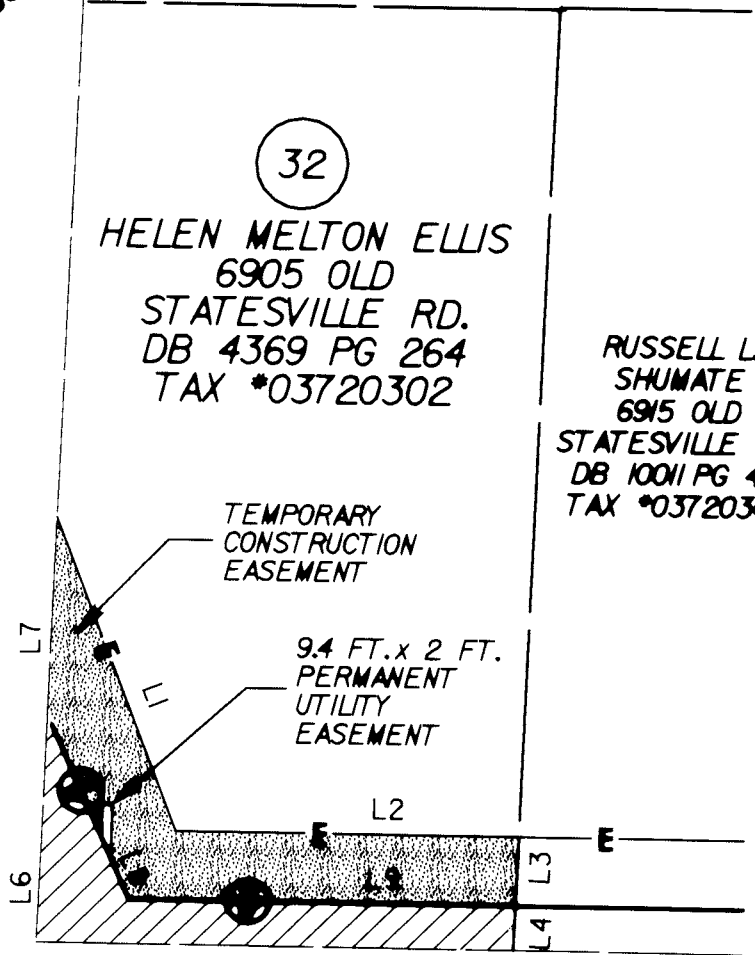 32
HELEN MELTON ELLIS
6905 OLD
STATESVILLE RD.
DB 4369 PG 264
TAX *03720302
RUSSELL
SHUMATE
6915 OLD
STATESVILLE
DB 10011 PG
TAX
TEMPORARY
CONSTRUCTION
EASEMENT
9.4 FT. x 2 FT.
PERMANENT
UTILITY
EASEMENT
L7
E
L1
L2
E
E
L3
L9
L6
L4